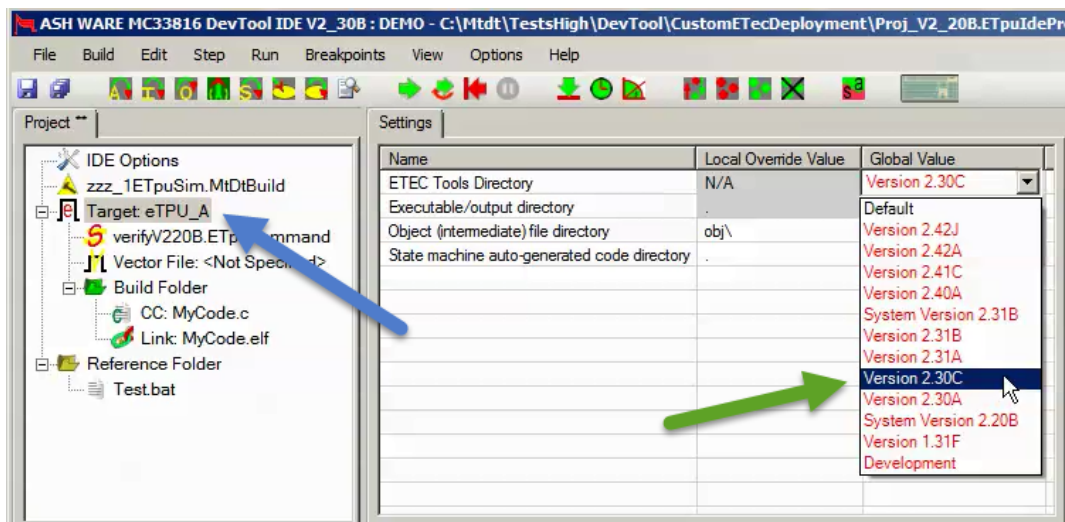 ASH WARE MC33816 DevTool IDE V2_30B : DEMO - C:\Mtdt\TestsHigh\DevTool\CustomETecDeployment\Proj_V2_20B.ETpuIdePr
File Build Edit Step Run Breakpoints View Options Help
Project **
Settings
IDE Options
zzz_1ETpuSim.MtDtBuild
Target: eTPU_A
verifyV220B.ETp mmand
Vector File: <Not Spec d>
Build Folder
CC: MyCode.c
Link: MyCode.elf
Reference Folder
Test.bat
Name Local Override Value Global Value
ETEC Tools Directory N/A Version 2.30C
Executable/output directory .
Object (intermediate) file directory obj\
State machine auto-generated code directory .
Default
Version 2.42J
Version 2.42A
Version 2.41C
Version 2.40A
System Version 2.31B
Version 2.31B
Version 2.31A
Version 2.30C
Version 2.30A
System Version 2.20B
Version 1.31F
Development